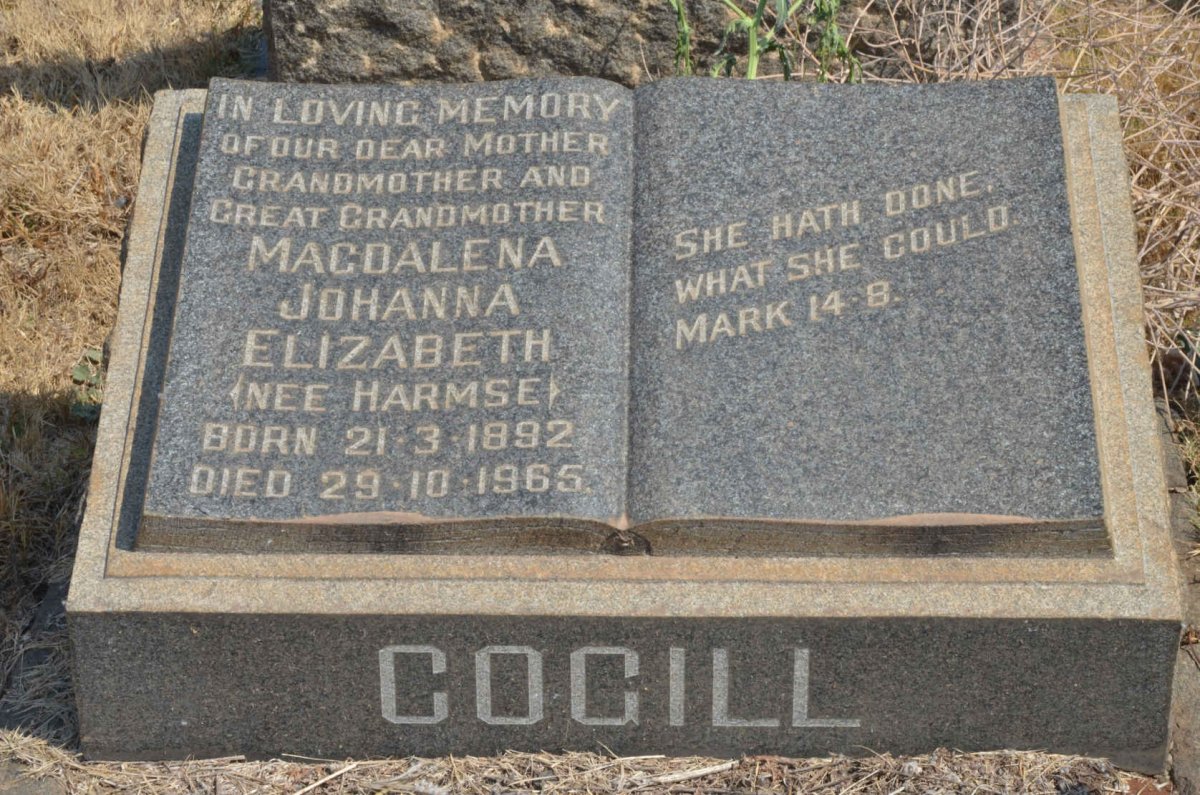 IN LOVING MEMORY
OF OUR DEAR MOTHER
GRANDMOTHER AND
GREAT GRANDMOTHER
MAGDALENA
JOHANNA
ELIZABETH
(NEE HARMSE)
BORN 21·3·1892
DIED 29·10·1965.
SHE HATH DONE,
WHAT SHE COULD.
MARK 14·8.
COGILL